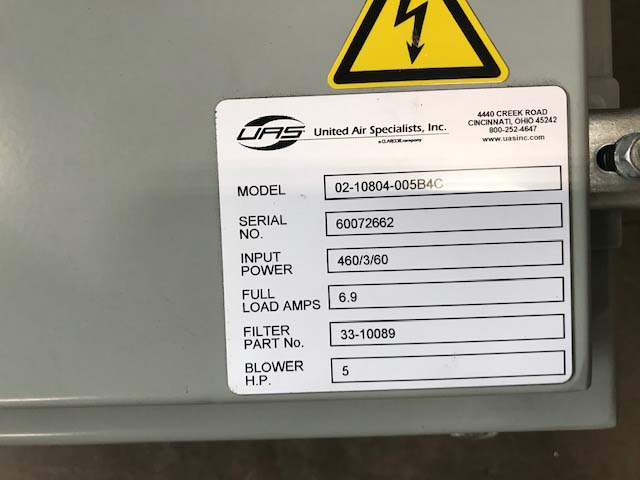 UAS
United Air Specialists, Inc.
a CLARCOR company
4440 CREEK ROAD
CINCINNATI, OHIO 45242
800-252-4647
www.uasinc.com
MODEL 02-10804-005B4C
SERIAL NO. 60072662
INPUT POWER 460/3/60
FULL LOAD AMPS 6.9
FILTER PART No. 33-10089
BLOWER H.P. 5